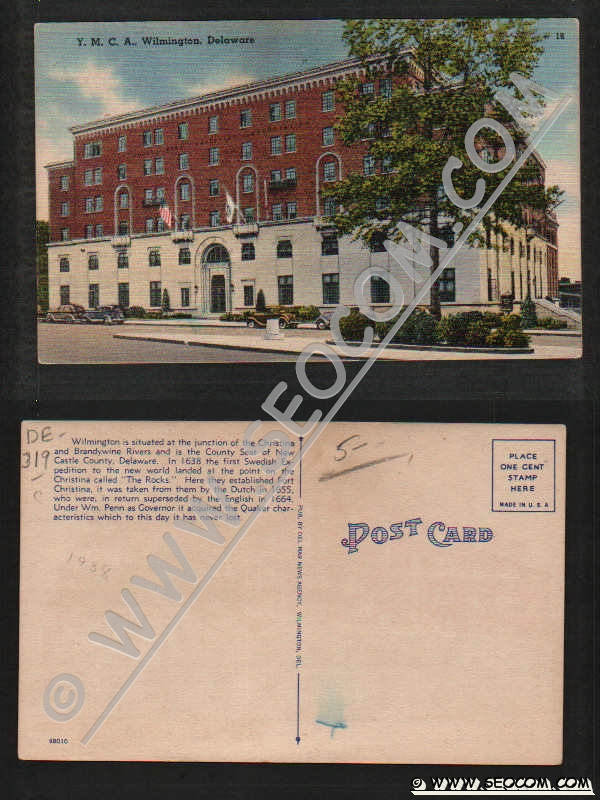 Y. M. C. A., Wilmington, Delaware
18
© WWW.SEOCOM.COM
DE-
319
-
C
Wilmington is situated at the junction of the Christina
and Brandywine Rivers and is the County Seat of New
Castle County, Delaware. In 1638 the first Swedish Ex-
pedition to the new world landed at the point on the
Christina called "The Rocks." Here they established Fort
Christina, it was taken from them by the Dutch in 1655,
who were, in return superseded by the English in 1664.
Under Wm. Penn as Governor it acquired the Quaker char-
acteristics which to this day it has never lost.
1938
5-
PLACE
ONE CENT
STAMP
HERE
MADE IN U. S. A
POST CARD
PUB. BY DEL MAR NEWS AGENCY, WILMINGTON, DEL.
68010
© WWW.SEOCOM.COM